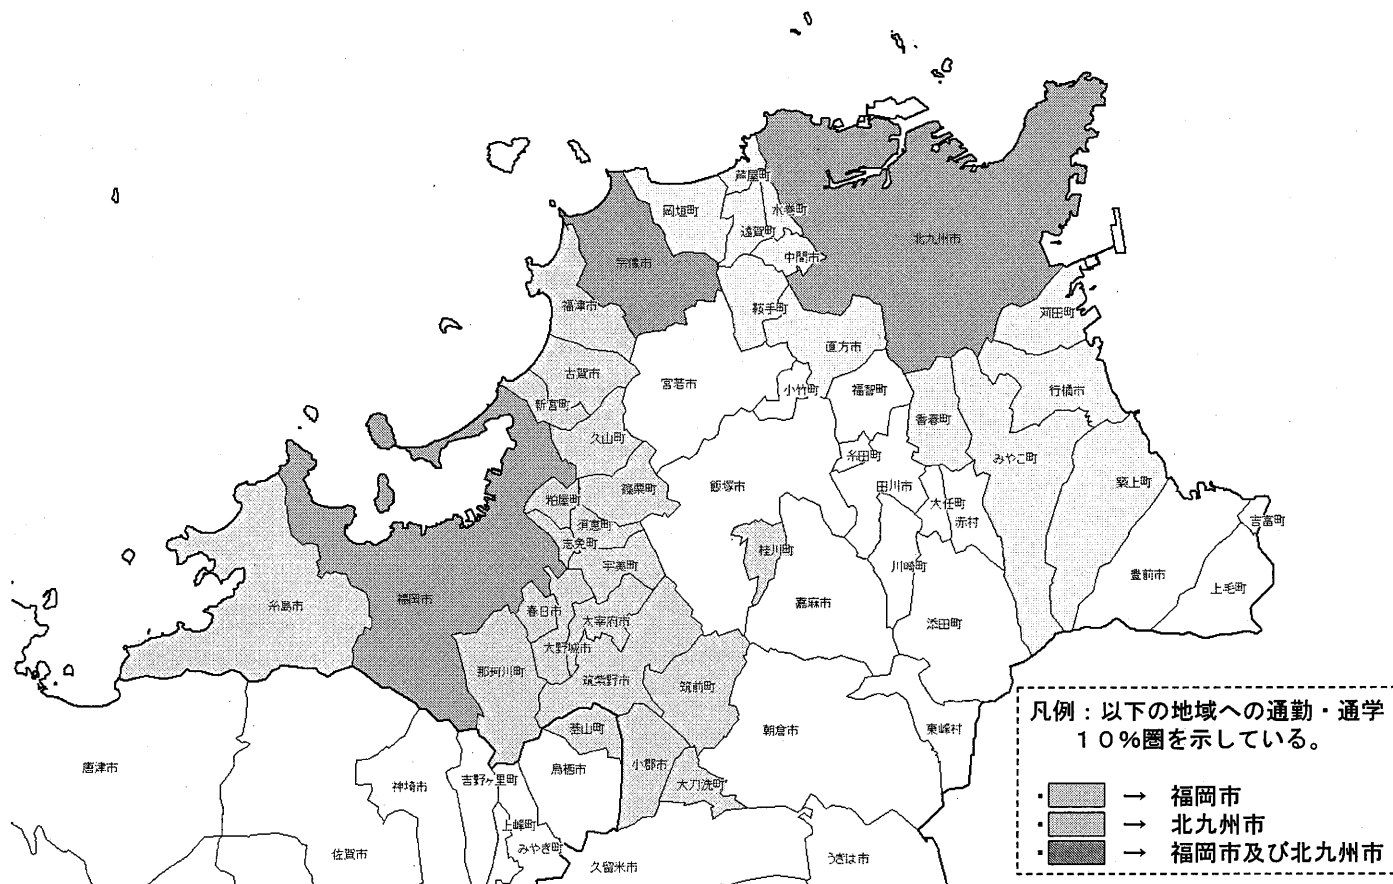 芦屋町
岡垣町
水巻町
遠賀町
北九州市
中間市
宗像市
福津市
鞍手町
苅田町
直方市
古賀市
宮若市
小竹町
福智町
行橋市
新宮町
香春町
久山町
糸田町
みやこ町
篠栗町
飯塚市
田川市
築上町
粕屋町
大任町
須恵町
赤村
吉富町
志免町
桂川町
宇美町
川崎町
豊前市
上毛町
糸島市
福岡市
春日市
嘉麻市
太宰府市
添田町
大野城市
那珂川町
筑紫野市
筑前町
基山町
朝倉市
東峰村
唐津市
神埼市
吉野ヶ里町
鳥栖市
小郡市
大刀洗町
上峰町
みやき町
佐賀市
久留米市
うきは市
凡例：以下の地域への通勤・通学
１０％圏を示している。
・ → 福岡市
・ → 北九州市
・ → 福岡市及び北九州市